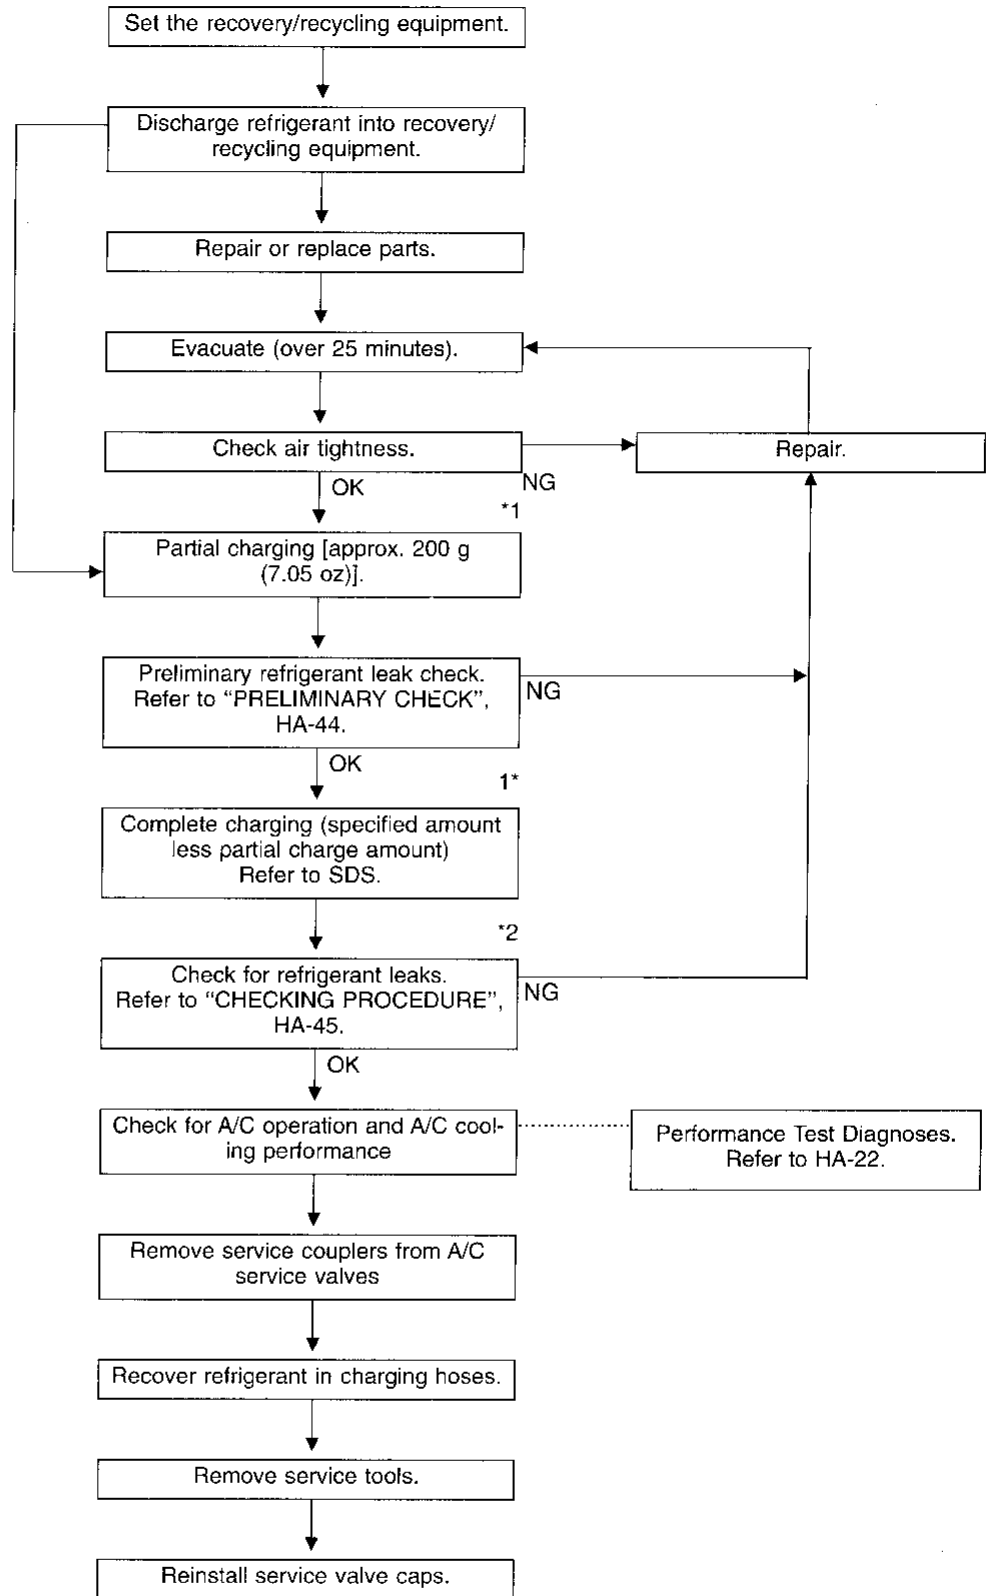 Set the recovery/recycling equipment.
Discharge refrigerant into recovery/
recycling equipment.
Repair or replace parts.
Evacuate (over 25 minutes).
Check air tightness.
Repair.
NG
OK
*1
Partial charging [approx. 200 g
(7.05 oz)].
Preliminary refrigerant leak check.
Refer to “PRELIMINARY CHECK”,
HA-44.
NG
OK
1*
Complete charging (specified amount
less partial charge amount)
Refer to SDS.
*2
Check for refrigerant leaks.
Refer to “CHECKING PROCEDURE”,
HA-45.
NG
OK
Check for A/C operation and A/C cool-
ing performance
Performance Test Diagnoses.
Refer to HA-22.
Remove service couplers from A/C
service valves
Recover refrigerant in charging hoses.
Remove service tools.
Reinstall service valve caps.